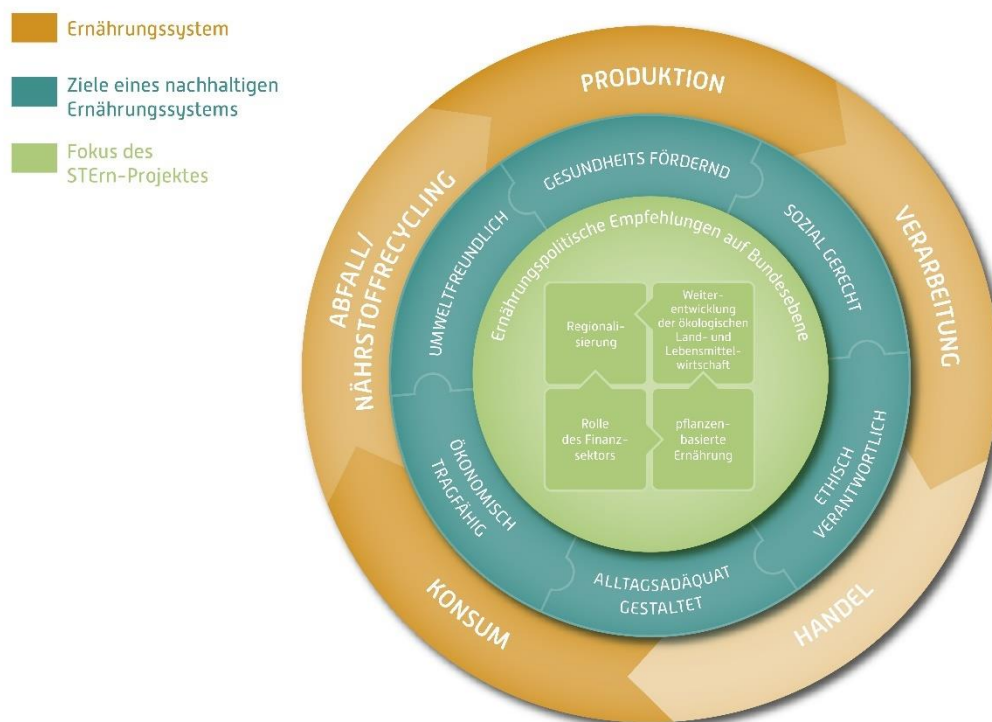 Ernährungssystem
Ziele eines nachhaltigen
Ernährungssystems
Fokus des
STErn-Projektes
PRODUKTION
VERARBEITUNG
HANDEL
KONSUM
ABFALL/
NÄHRSTOFFRECYCLING
GESUNDHEITS FÖRDERND
SOZIAL GERECHT
ETHISCH
VERANTWORTLICH
ALLTAGSADÄQUAT
GESTALTET
ÖKONOMISCH
TRAGFÄHIG
UMWELTFREUNDLICH
Ernährungspolitische Empfehlungen auf Bundesebene
Regionali-
sierung
Weiter-
entwicklung
der ökologischen
Land- und
Lebensmittel-
wirtschaft
Rolle
des Finanz-
sektors
pflanzen-
basierte
Ernährung